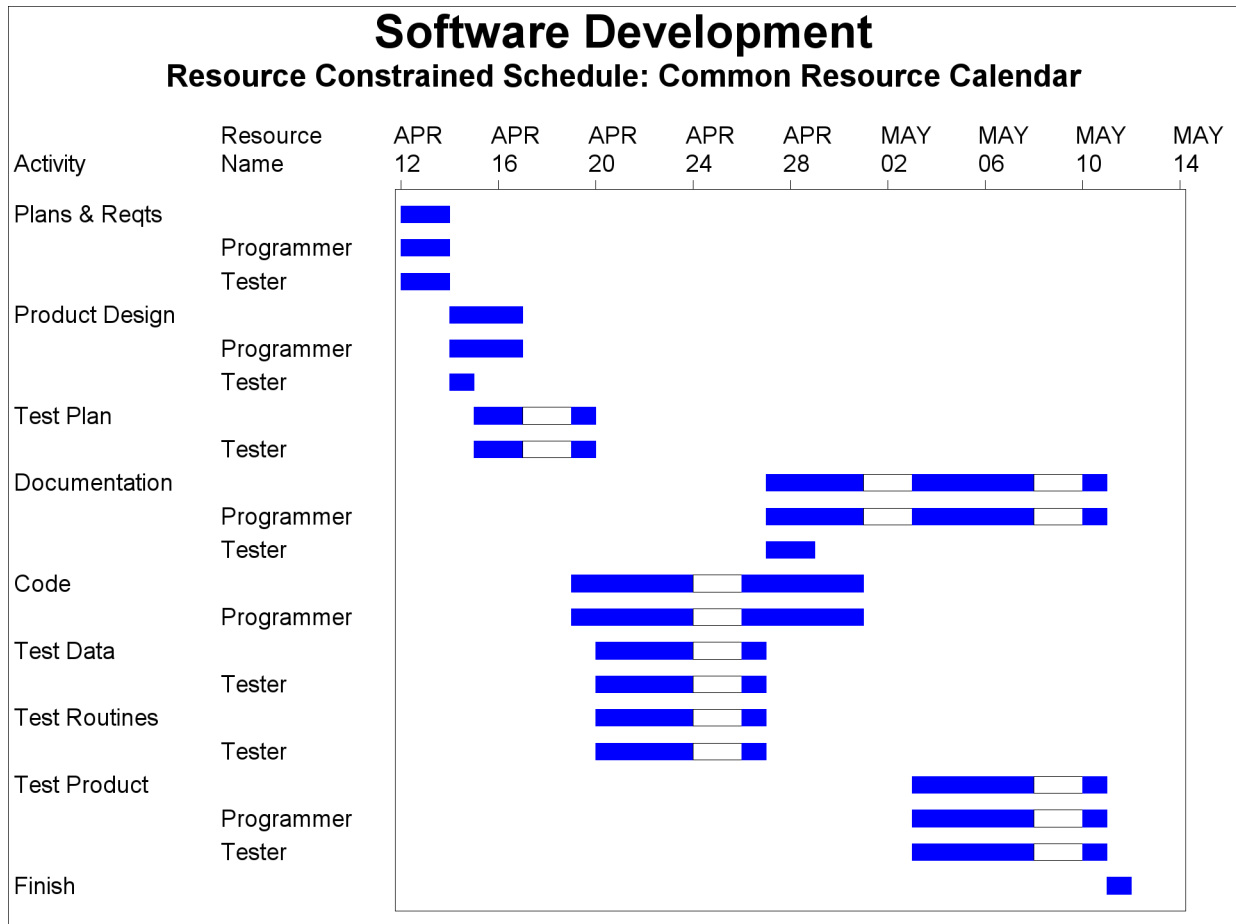 Software Development
Resource Constrained Schedule: Common Resource Calendar
Resource APR APR APR APR APR MAY MAY MAY MAY
Activity Name 12 16 20 24 28 02 06 10 14
Plans & Reqts
Programmer
Tester
Product Design
Programmer
Tester
Test Plan
Tester
Documentation
Programmer
Tester
Code
Programmer
Test Data
Tester
Test Routines
Tester
Test Product
Programmer
Tester
Finish